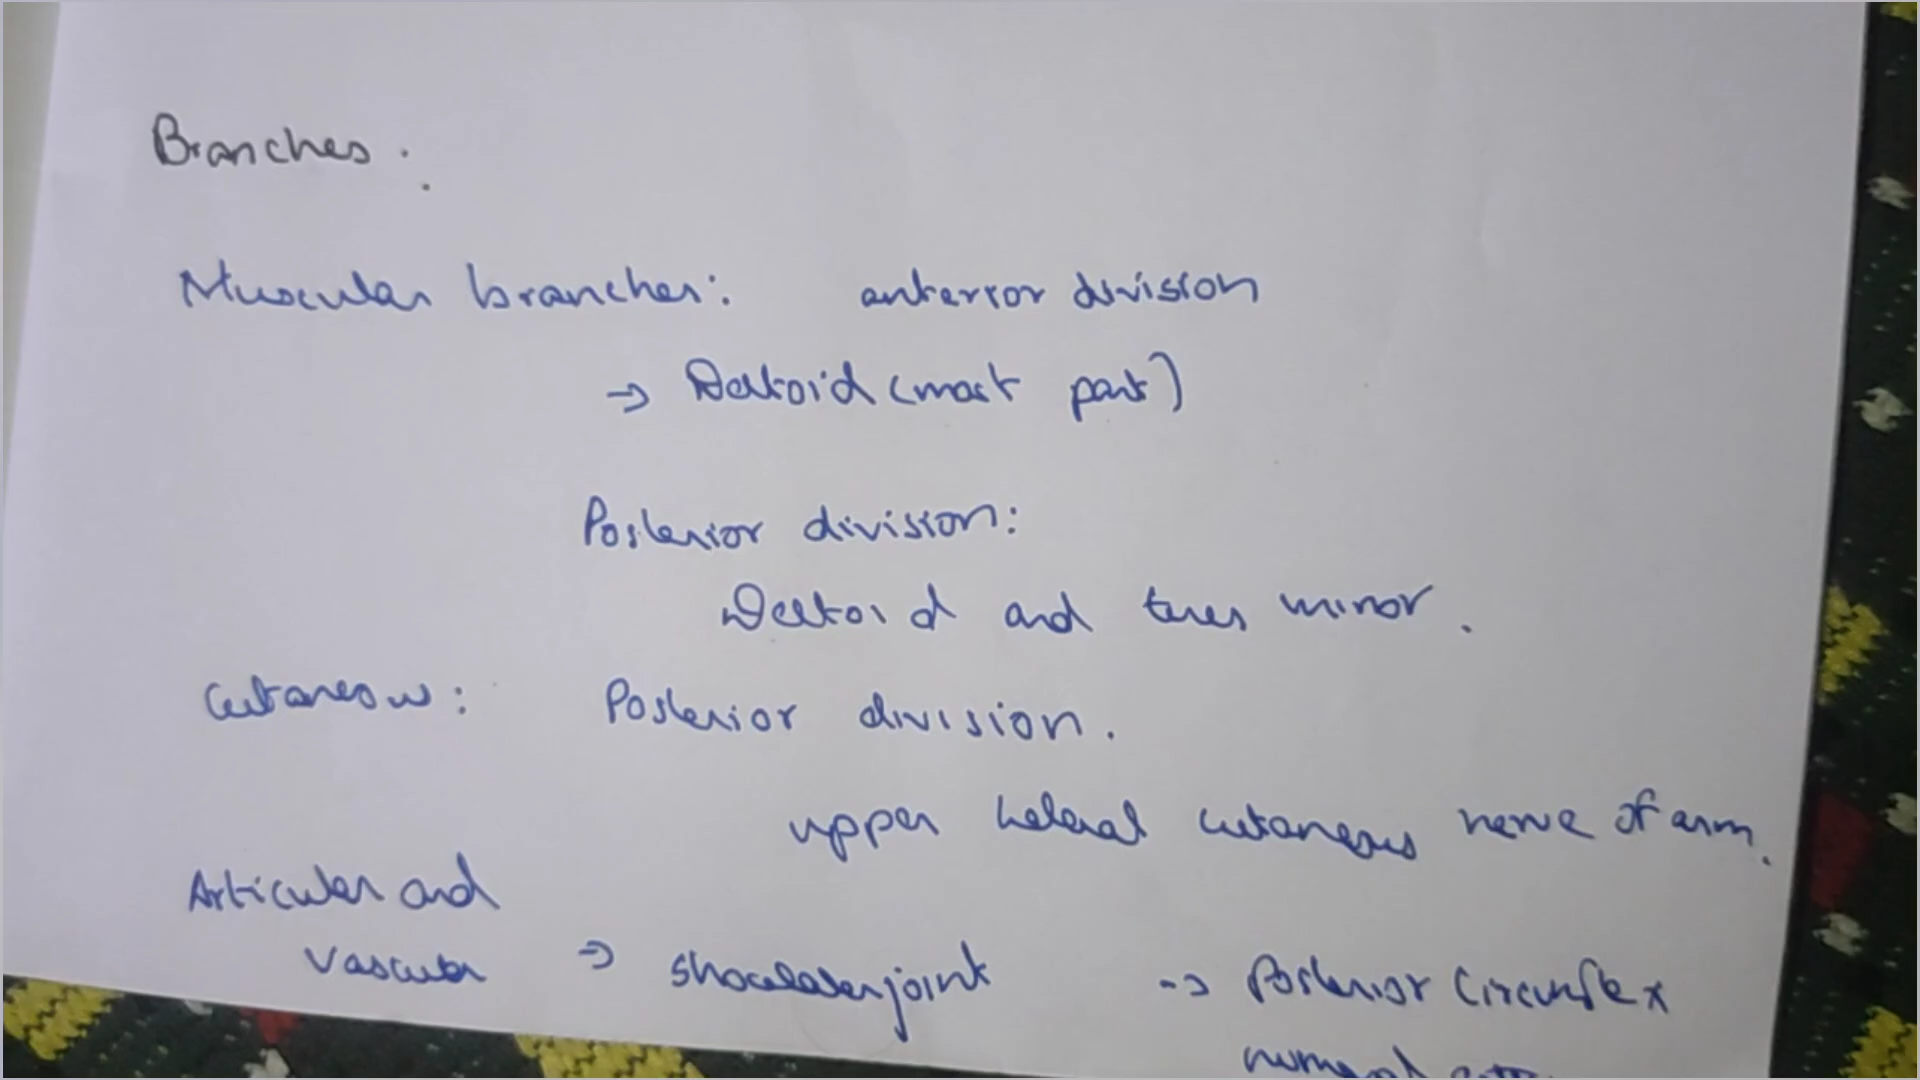 Branches :
Muscular branches: anterior division
→ Deltoid (most part)
Posterior division:
Deltoid and teres minor.
Cutaneous: Posterior division.
upper lateral cutaneous nerve of arm.
Articular and
vascular → shoulder joint → Posterior Circumflex
humeral